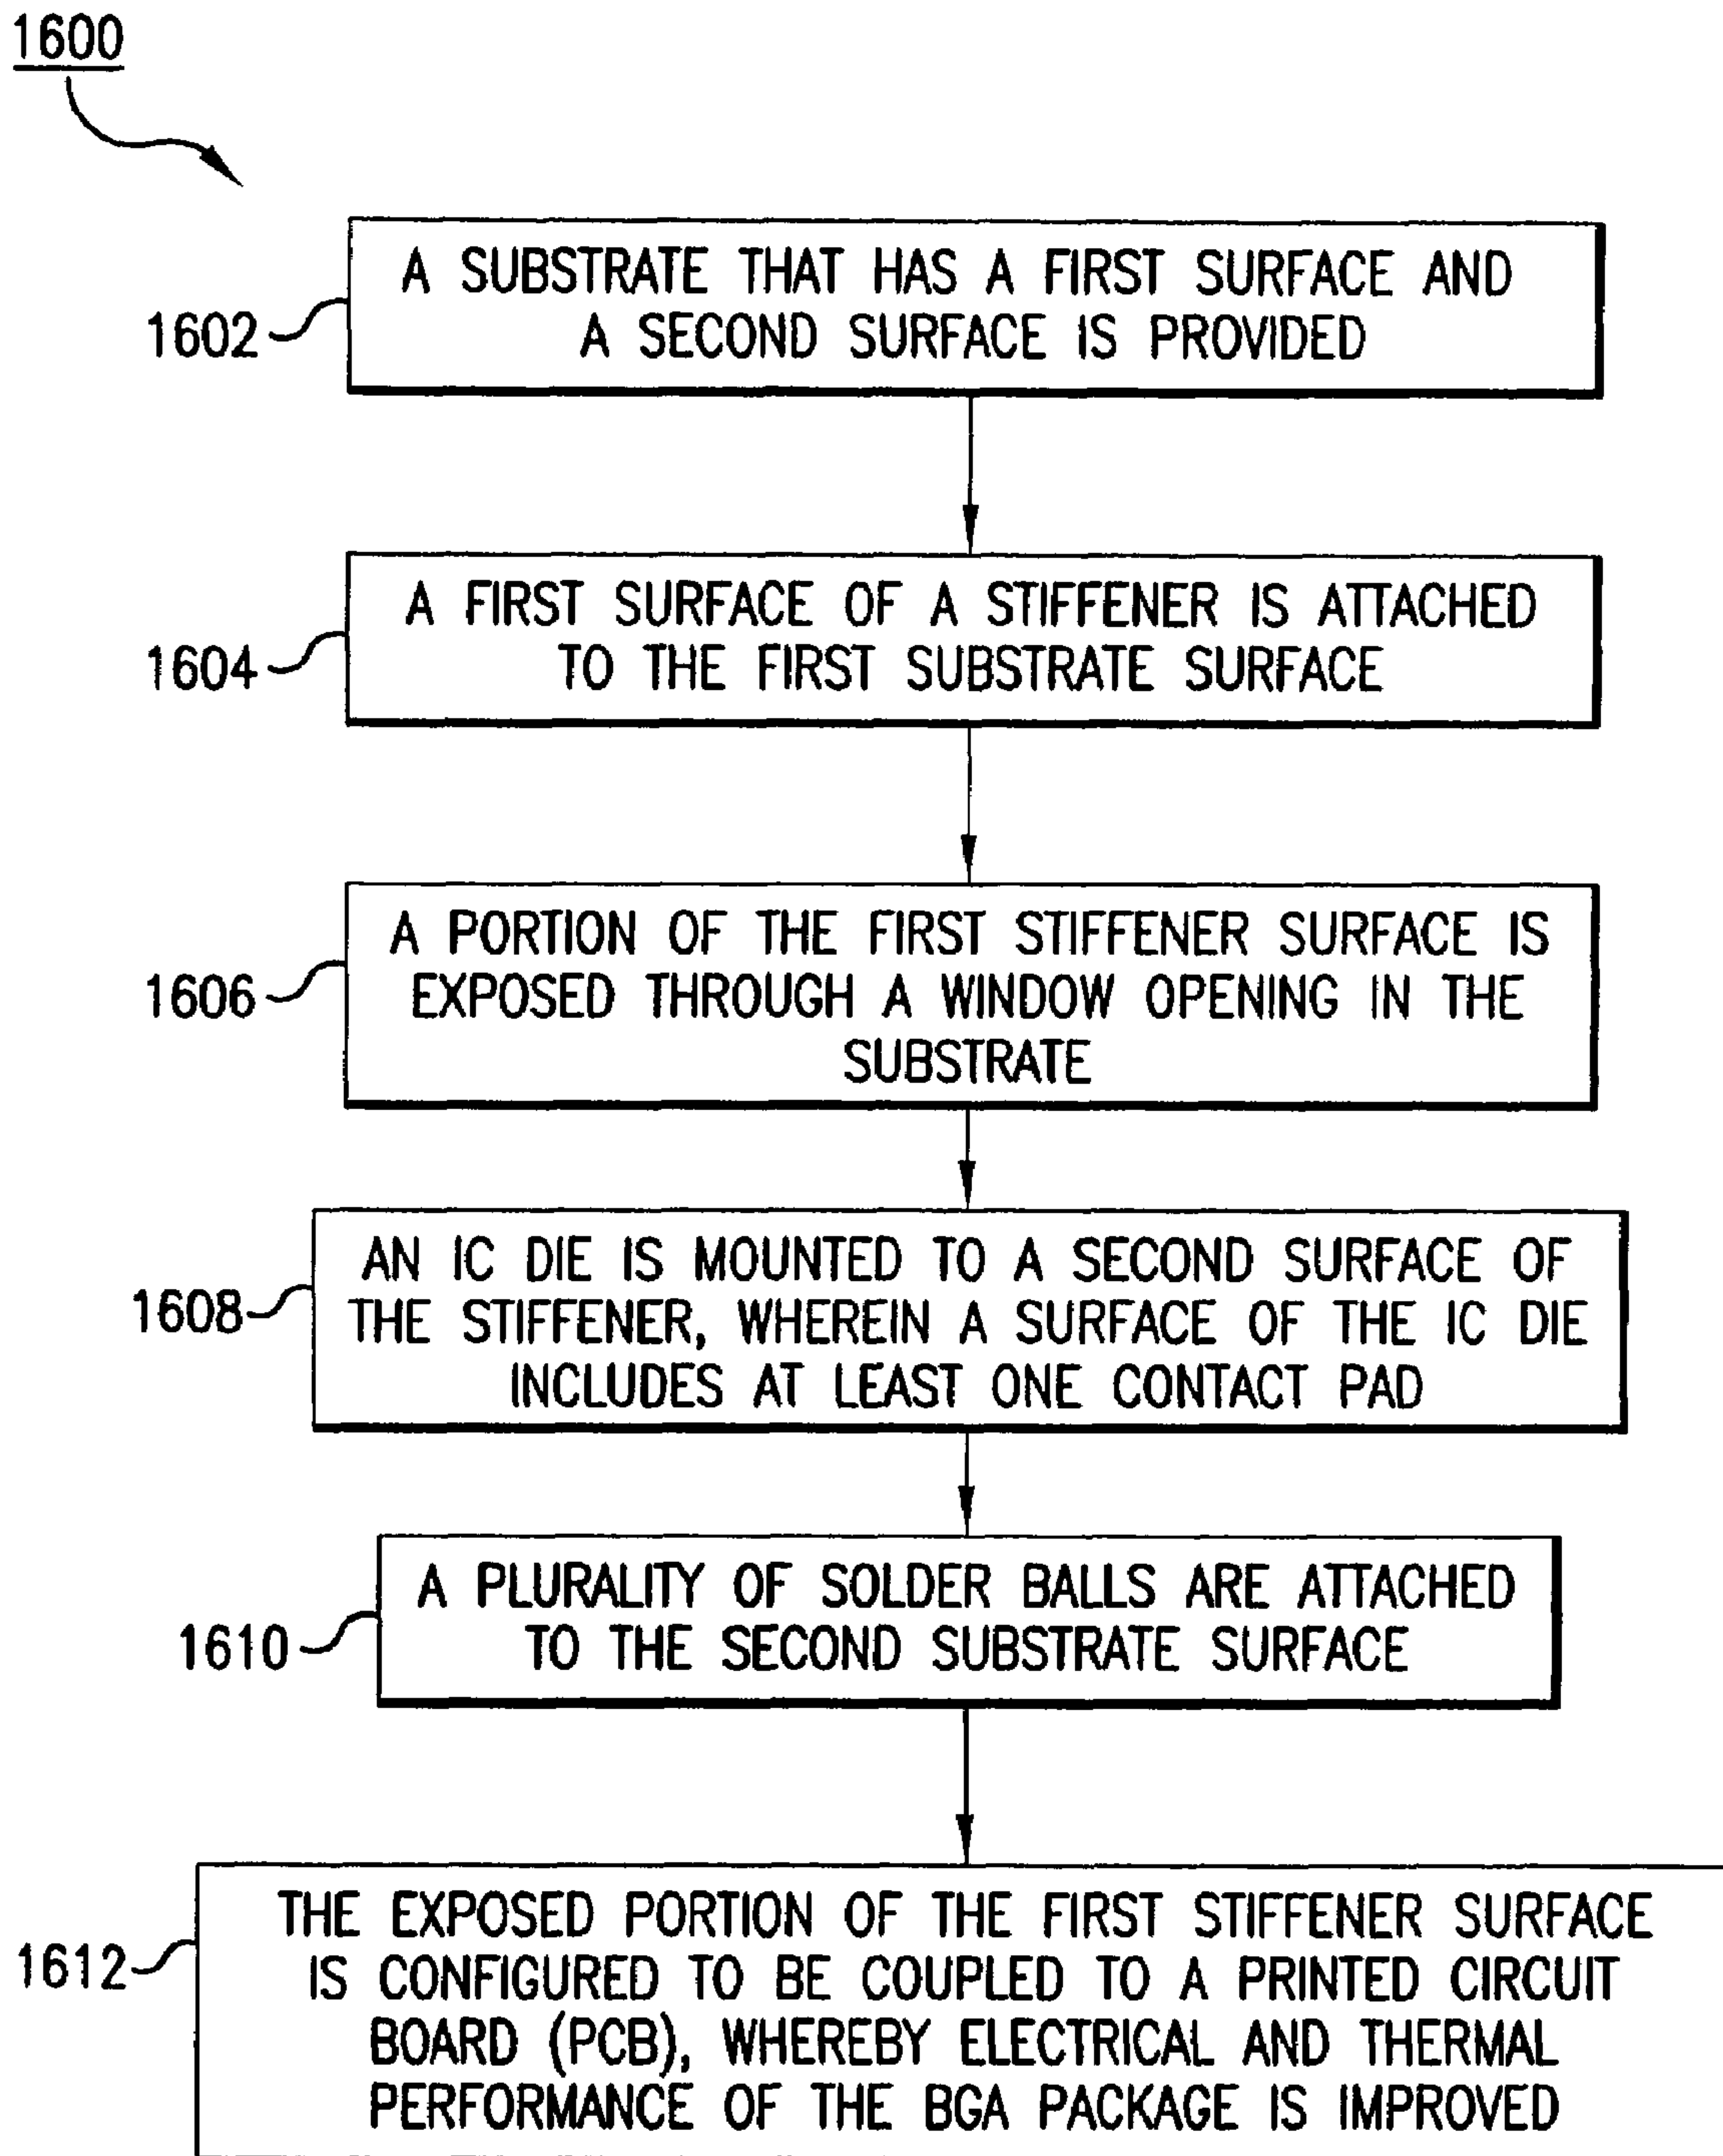 1600
A SUBSTRATE THAT HAS A FIRST SURFACE AND
A SECOND SURFACE IS PROVIDED
1602
A FIRST SURFACE OF A STIFFENER IS ATTACHED
TO THE FIRST SUBSTRATE SURFACE
1604
A PORTION OF THE FIRST STIFFENER SURFACE IS
EXPOSED THROUGH A WINDOW OPENING IN THE
SUBSTRATE
1606
AN IC DIE IS MOUNTED TO A SECOND SURFACE OF
THE STIFFENER, WHEREIN A SURFACE OF THE IC DIE
INCLUDES AT LEAST ONE CONTACT PAD
1608
A PLURALITY OF SOLDER BALLS ARE ATTACHED
TO THE SECOND SUBSTRATE SURFACE
1610
THE EXPOSED PORTION OF THE FIRST STIFFENER SURFACE
IS CONFIGURED TO BE COUPLED TO A PRINTED CIRCUIT
BOARD (PCB), WHEREBY ELECTRICAL AND THERMAL
PERFORMANCE OF THE BGA PACKAGE IS IMPROVED
1612